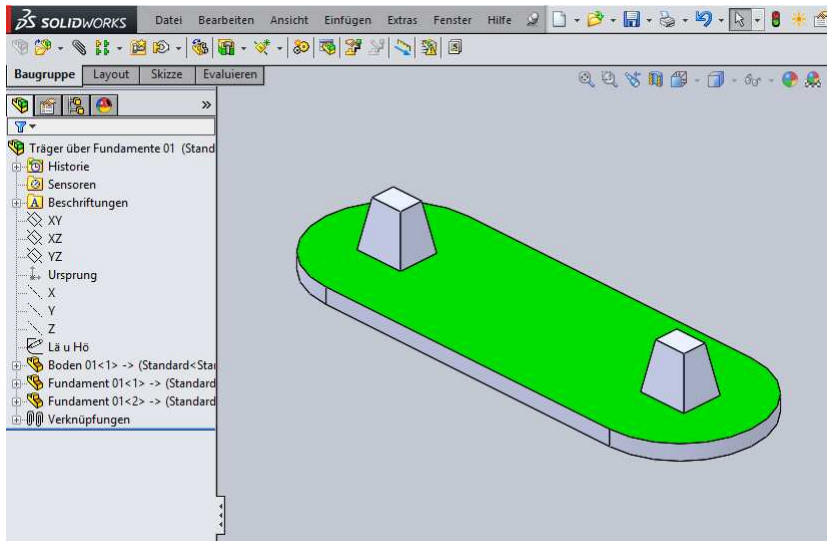 SOLIDWORKS Datei Bearbeiten Ansicht Einfügen Extras Fenster Hilfe
Baugruppe Layout Skizze Evaluieren
Träger über Fundamente 01 (Stand
Historie
Sensoren
A Beschriftungen
XY
XZ
YZ
Ursprung
X
Y
Z
Lä u Hö
Boden 01<1> -> (Standard<Star
Fundament 01<1> -> (Standard
Fundament 01<2> -> (Standard
Verknüpfungen